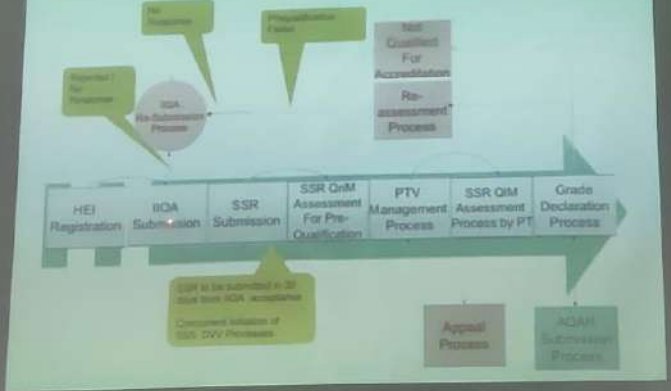 No
Response
Prequalification
Failed
Not
Qualified
For
Accreditation
Rejected /
No
Response
IIQA
Re-Submission
Process
Re-
assessment
Process
HEI
Registration
IIQA
Submission
SSR
Submission
SSR QnM
Assessment
For Pre-
Qualification
PTV
Management
Process
SSR QlM
Assessment
Process by PT
Grade
Declaration
Process
SSR to be submitted in 30
days from IIQA acceptance
Concurrent initiation of
SSS, DVV Processes
Appeal
Process
AQAR
Submission
Process